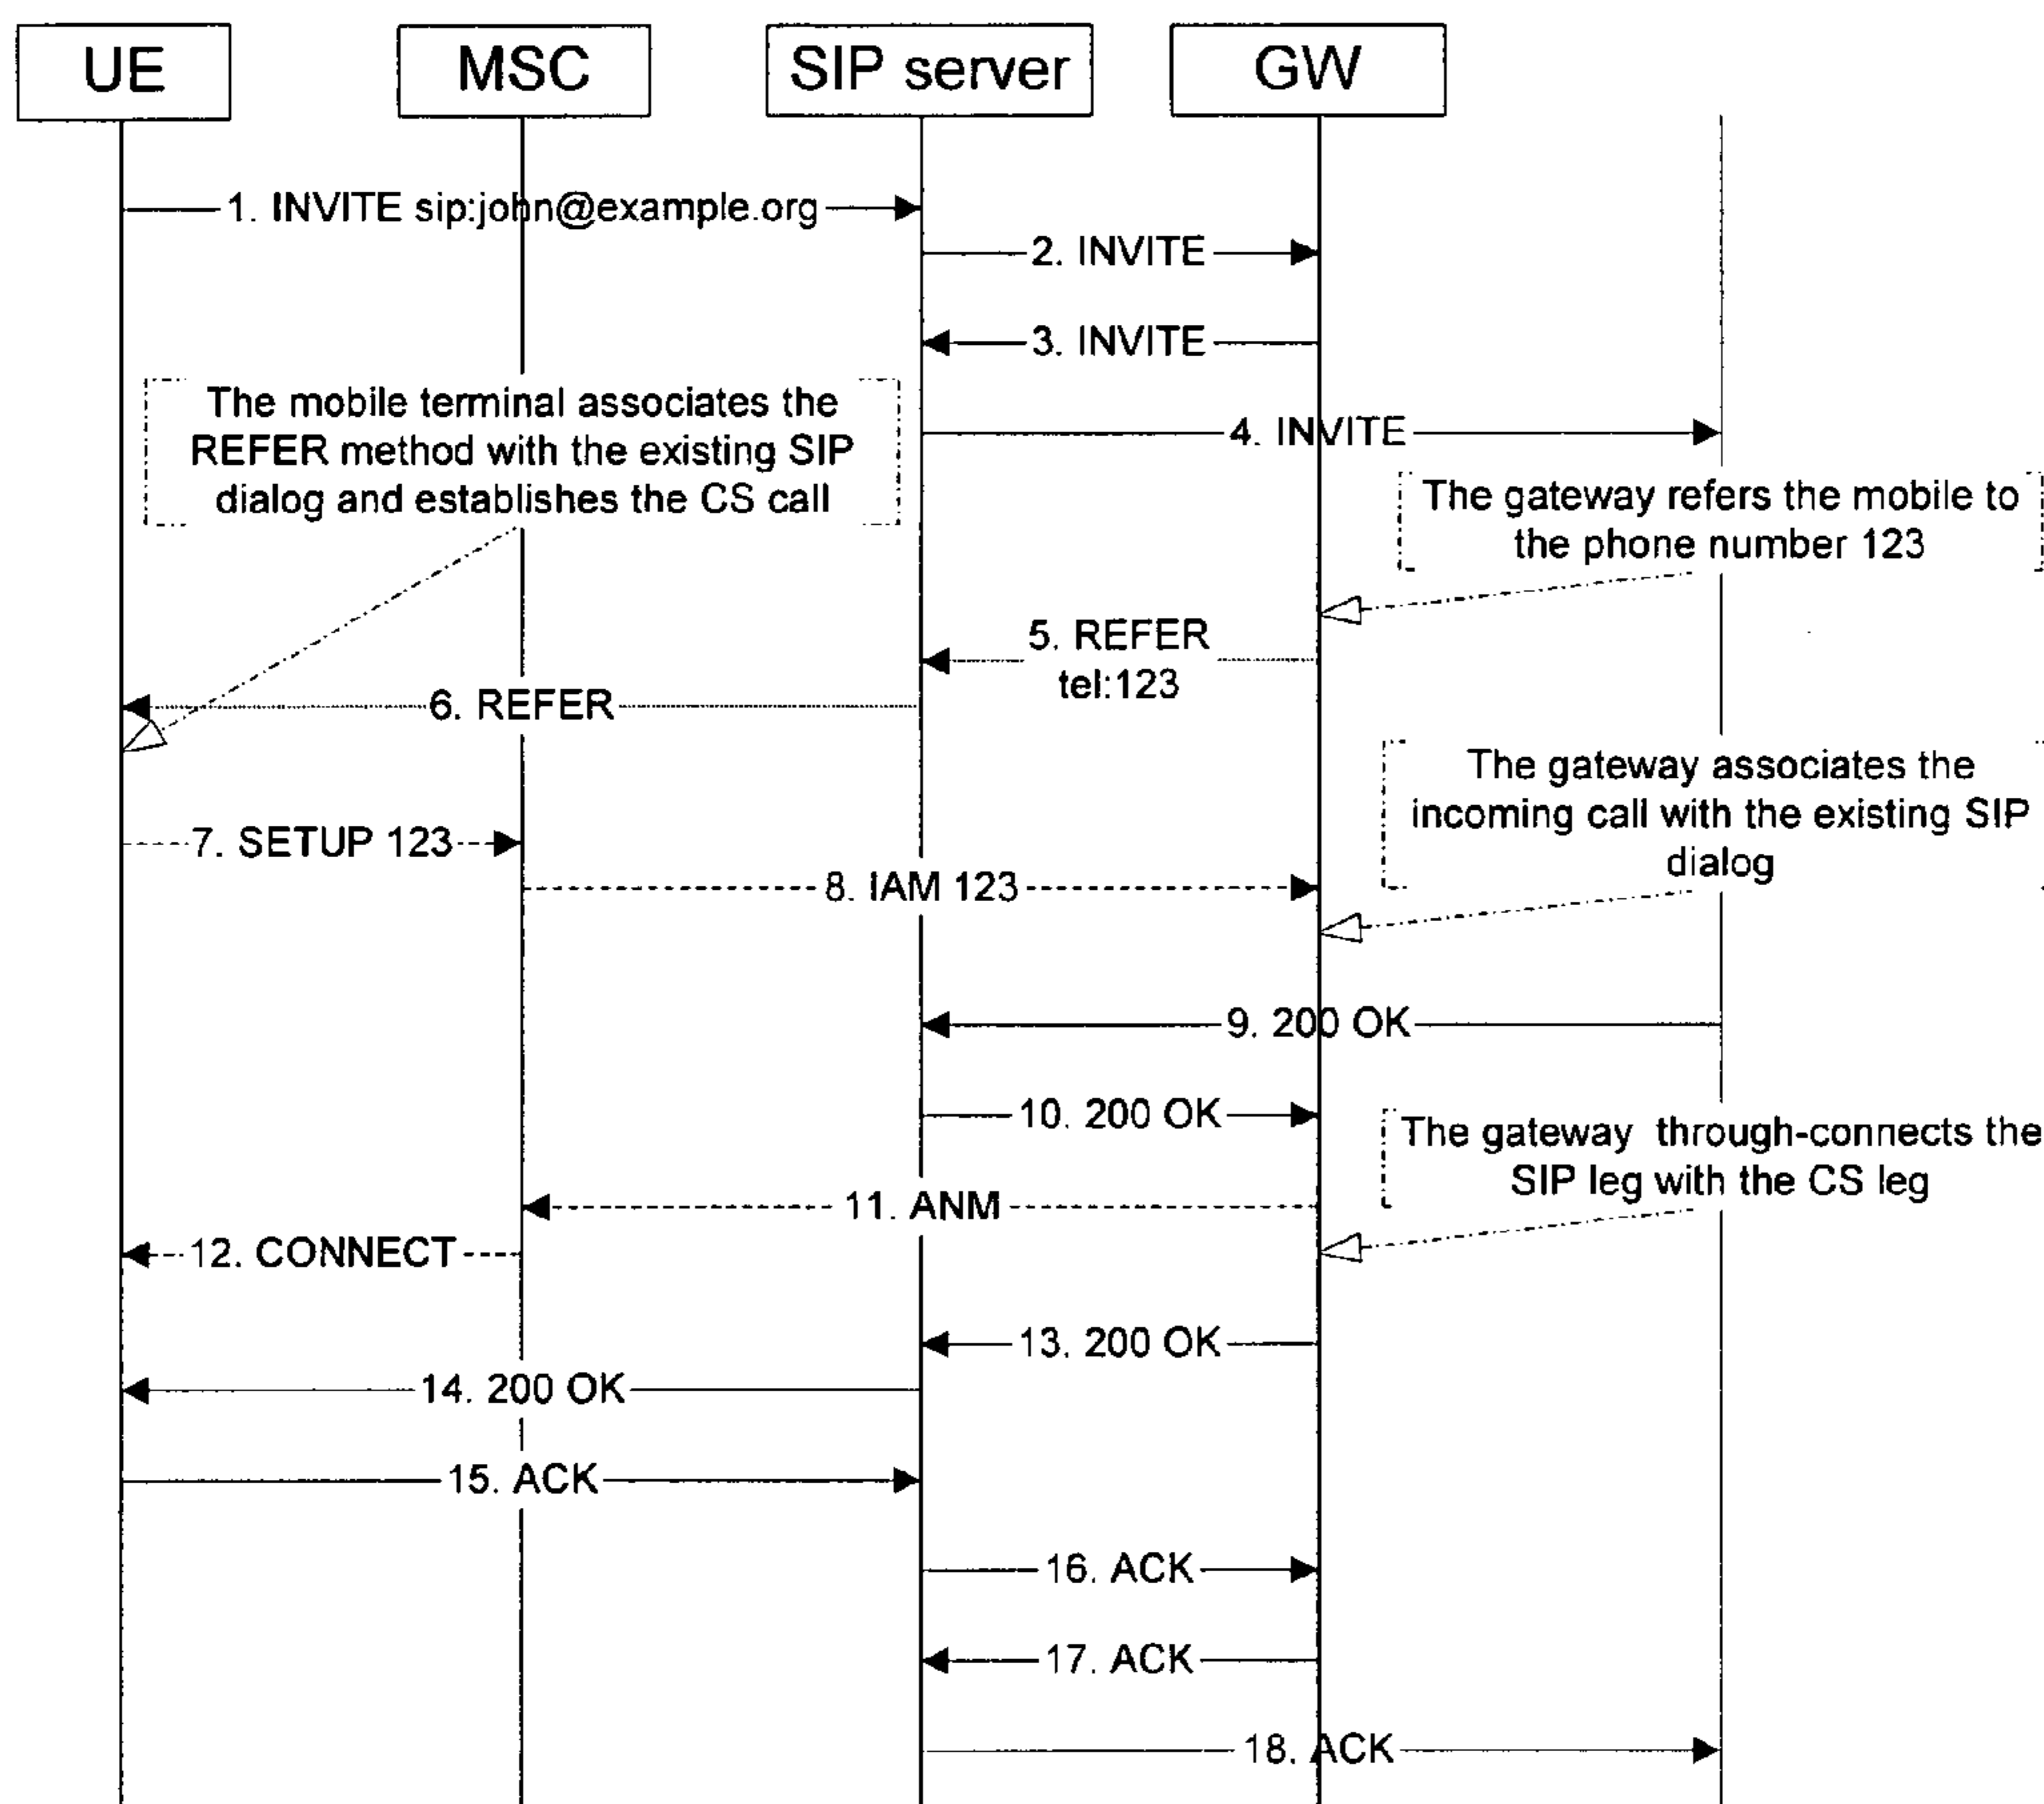 UE
MSC
SIP server
GW
1. INVITE sip:john@example.org
2. INVITE
3. INVITE
The mobile terminal associates the
REFER method with the existing SIP
dialog and establishes the CS call
4. INVITE
The gateway refers the mobile to
the phone number 123
5. REFER
tel:123
6. REFER
The gateway associates the
incoming call with the existing SIP
dialog
7. SETUP 123
8. IAM 123
9. 200 OK
10. 200 OK
The gateway through-connects the
SIP leg with the CS leg
11. ANM
12. CONNECT
13. 200 OK
14. 200 OK
15. ACK
16. ACK
17. ACK
18. ACK